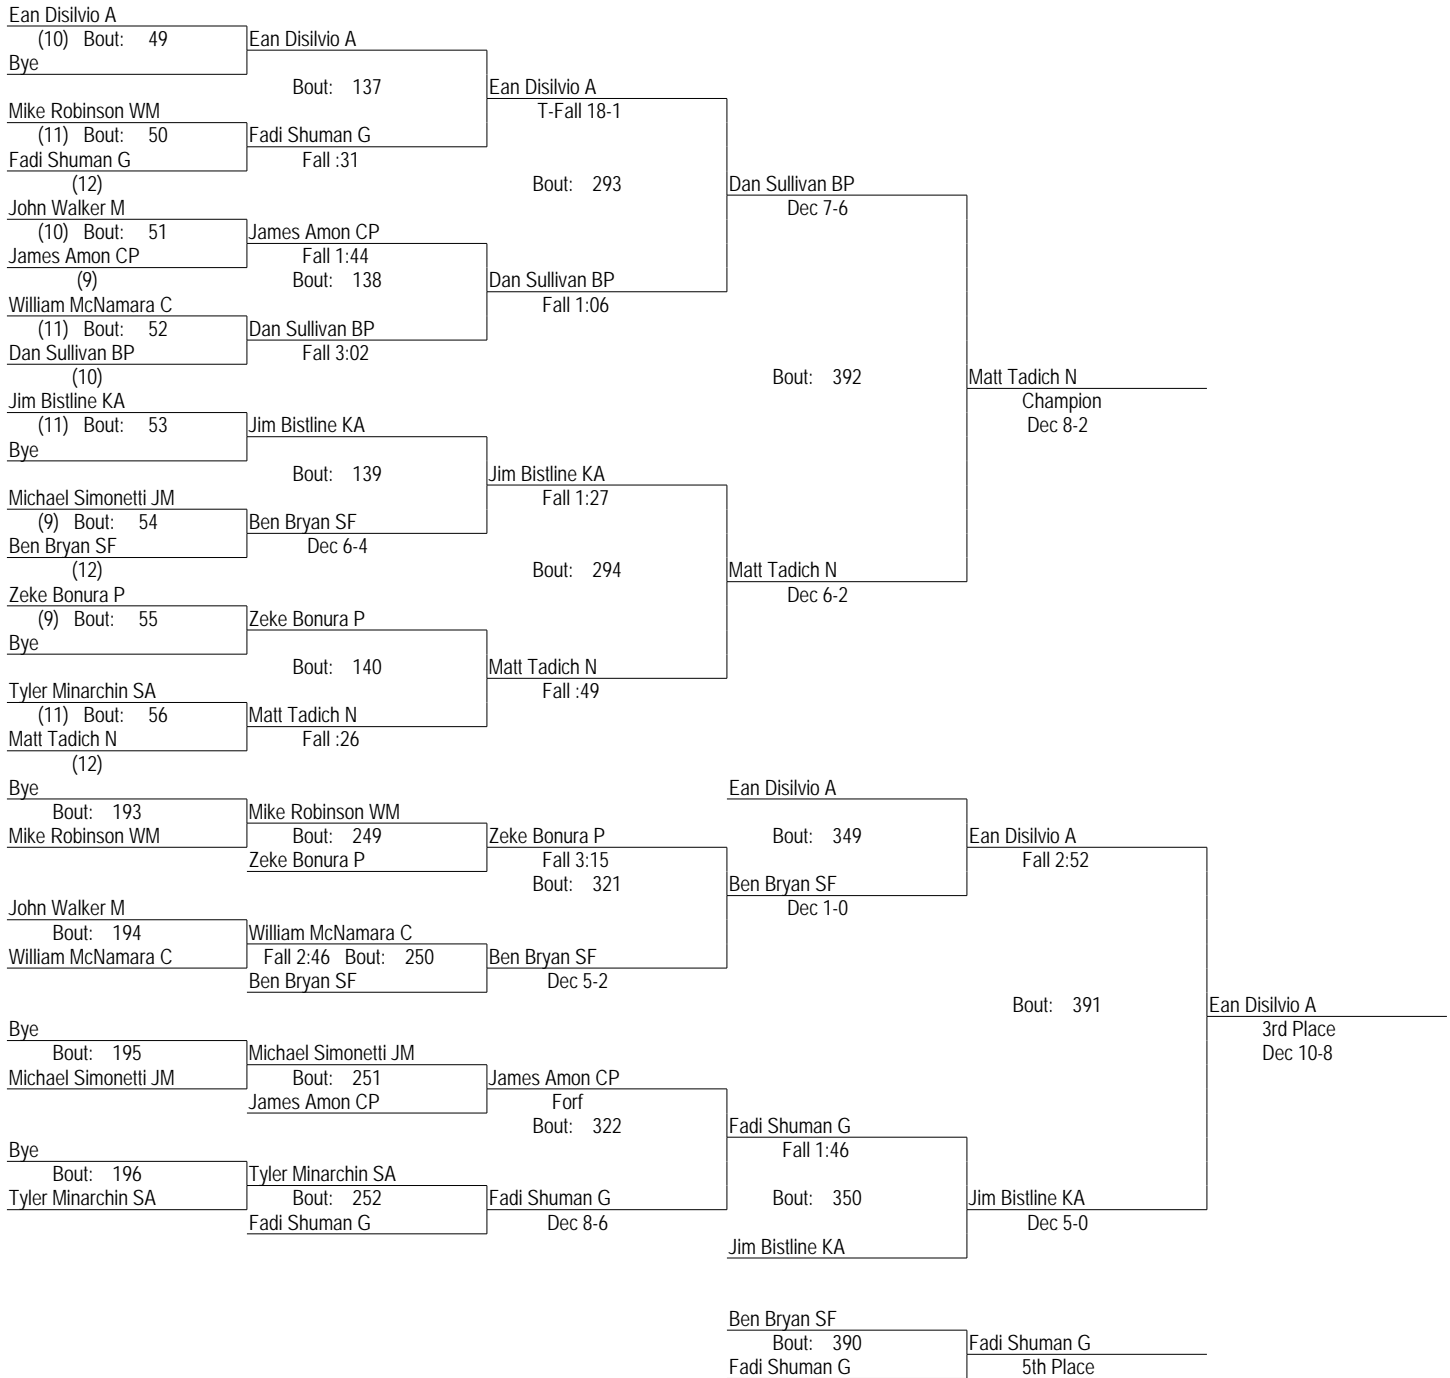 Ean Disilvio A
(10) Bout: 49
Ean Disilvio A
Bye
Bout: 137
Ean Disilvio A
T-Fall 18-1
Mike Robinson WM
(11) Bout: 50
Fadi Shuman G
Fadi Shuman G
Fall :31
(12)
Bout: 293
Dan Sullivan BP
Dec 7-6
John Walker M
(10) Bout: 51
James Amon CP
James Amon CP
Fall 1:44
(9)
Bout: 138
Dan Sullivan BP
Fall 1:06
William McNamara C
(11) Bout: 52
Dan Sullivan BP
Dan Sullivan BP
Fall 3:02
(10)
Bout: 392
Matt Tadich N
Champion
Dec 8-2
Jim Bistline KA
(11) Bout: 53
Jim Bistline KA
Bye
Bout: 139
Jim Bistline KA
Fall 1:27
Michael Simonetti JM
(9) Bout: 54
Ben Bryan SF
Ben Bryan SF
Dec 6-4
(12)
Bout: 294
Matt Tadich N
Dec 6-2
Zeke Bonura P
(9) Bout: 55
Zeke Bonura P
Bye
Bout: 140
Matt Tadich N
Fall :49
Tyler Minarchin SA
(11) Bout: 56
Matt Tadich N
Matt Tadich N
Fall :26
(12)
Bye
Bout: 193
Mike Robinson WM
Mike Robinson WM
Bout: 249
Zeke Bonura P
Zeke Bonura P
Fall 3:15
Bout: 321
Ean Disilvio A
Bout: 349
Ean Disilvio A
Fall 2:52
Ben Bryan SF
Dec 1-0
John Walker M
Bout: 194
William McNamara C
William McNamara C
Fall 2:46 Bout: 250
Ben Bryan SF
Ben Bryan SF
Dec 5-2
Bout: 391
Ean Disilvio A
3rd Place
Dec 10-8
Bye
Bout: 195
Michael Simonetti JM
Michael Simonetti JM
Bout: 251
James Amon CP
James Amon CP
Forf
Bout: 322
Fadi Shuman G
Fall 1:46
Bye
Bout: 196
Tyler Minarchin SA
Tyler Minarchin SA
Bout: 252
Fadi Shuman G
Fadi Shuman G
Dec 8-6
Bout: 350
Jim Bistline KA
Dec 5-0
Jim Bistline KA
Ben Bryan SF
Bout: 390
Fadi Shuman G
Fadi Shuman G
5th Place